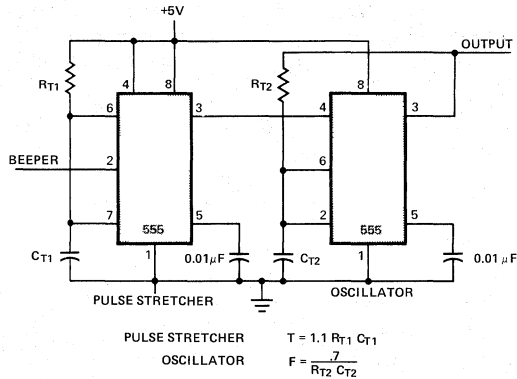 +5V
OUTPUT
RT1
4
8
RT2
8
6
3
4
3
BEEPER
2
6
7
555
5
2
555
5
CT1
1
0.01 µF
CT2
1
0.01 µF
PULSE STRETCHER
OSCILLATOR
PULSE STRETCHER T = 1.1 RT1 CT1
OSCILLATOR F = .7 / RT2 CT2